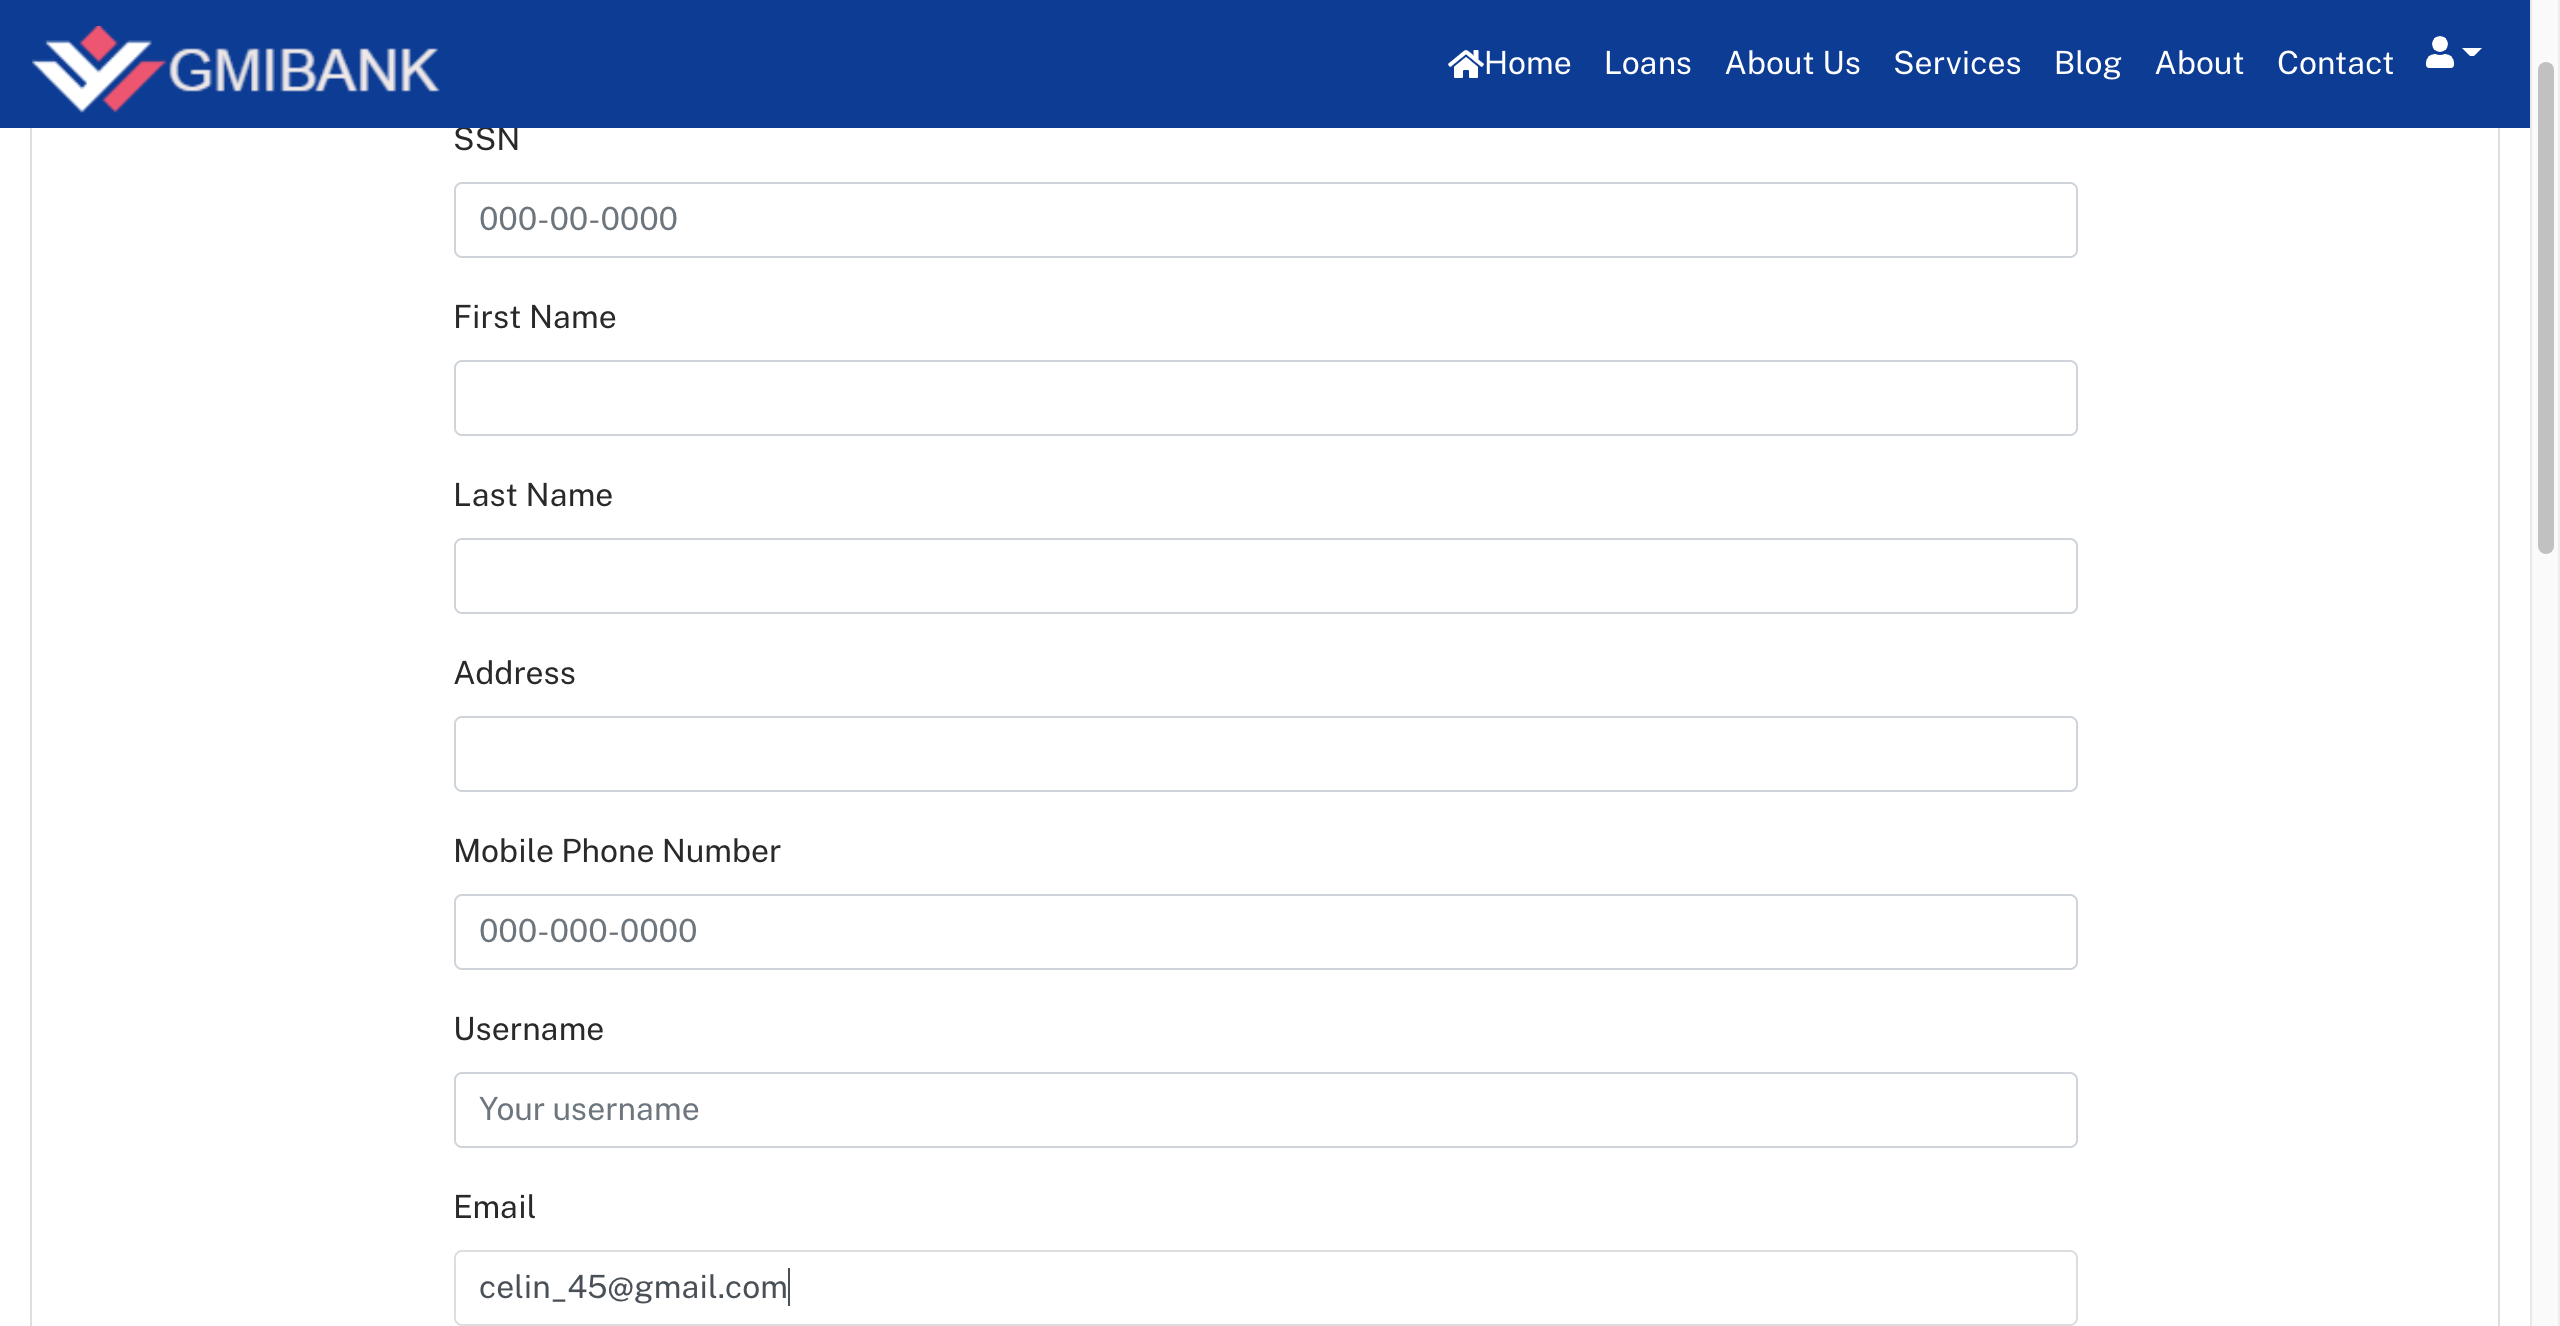 GMIBANK
Home Loans About Us Services Blog About Contact
SSN
000-00-0000
First Name
Last Name
Address
Mobile Phone Number
000-000-0000
Username
Your username
Email
celin_45@gmail.com